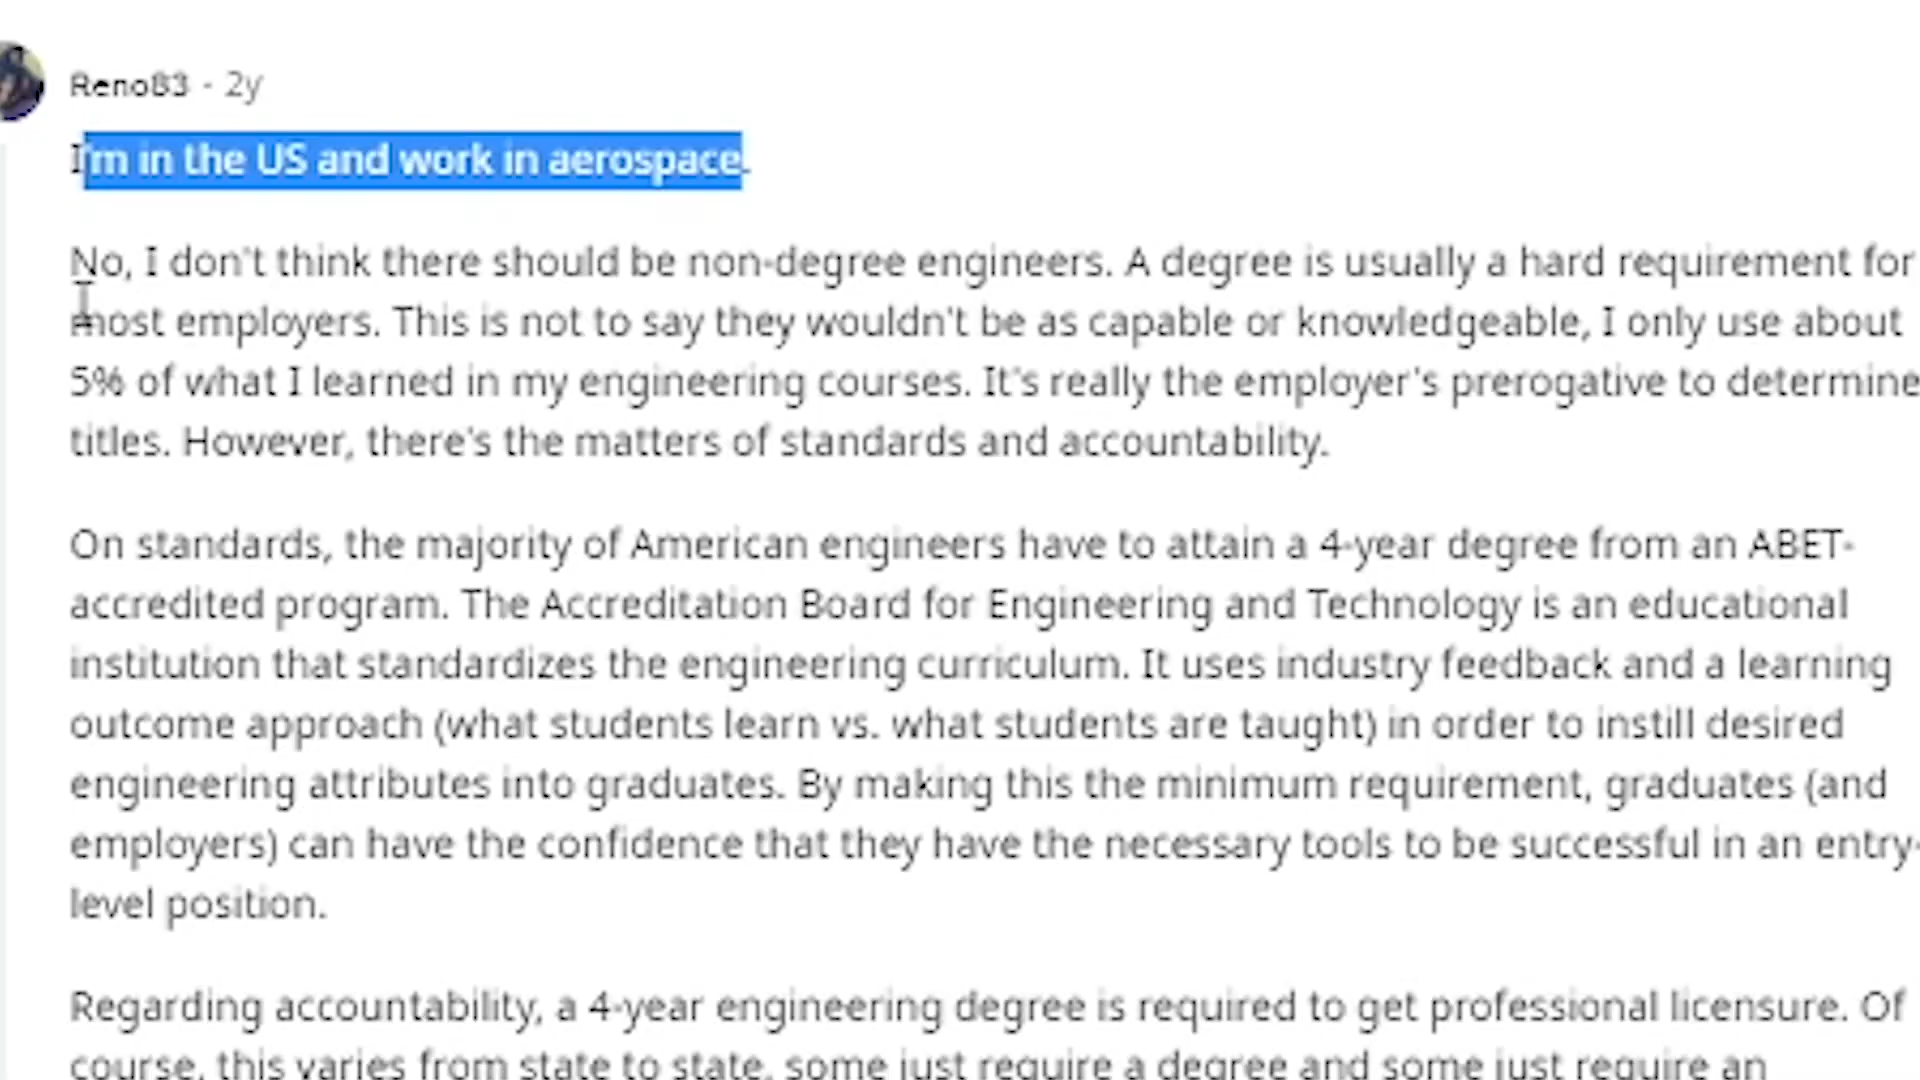 Reno83 - 2y
I'm in the US and work in aerospace.
No, I don't think there should be non-degree engineers. A degree is usually a hard requirement for
most employers. This is not to say they wouldn't be as capable or knowledgeable, I only use about
5% of what I learned in my engineering courses. It's really the employer's prerogative to determine
titles. However, there's the matters of standards and accountability.
On standards, the majority of American engineers have to attain a 4-year degree from an ABET-
accredited program. The Accreditation Board for Engineering and Technology is an educational
institution that standardizes the engineering curriculum. It uses industry feedback and a learning
outcome approach (what students learn vs. what students are taught) in order to instill desired
engineering attributes into graduates. By making this the minimum requirement, graduates (and
employers) can have the confidence that they have the necessary tools to be successful in an entry-
level position.
Regarding accountability, a 4-year engineering degree is required to get professional licensure. Of
course, this varies from state to state, some just require a degree and some just require an